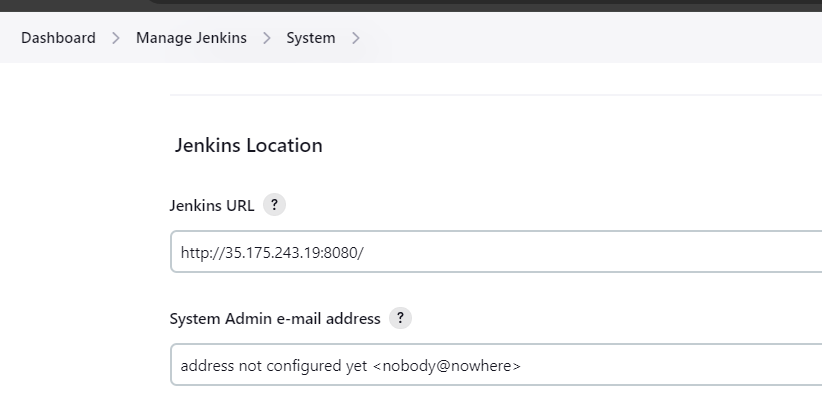 Dashboard > Manage Jenkins > System >
Jenkins Location
Jenkins URL ?
http://35.175.243.19:8080/
System Admin e-mail address ?
address not configured yet <nobody@nowhere>